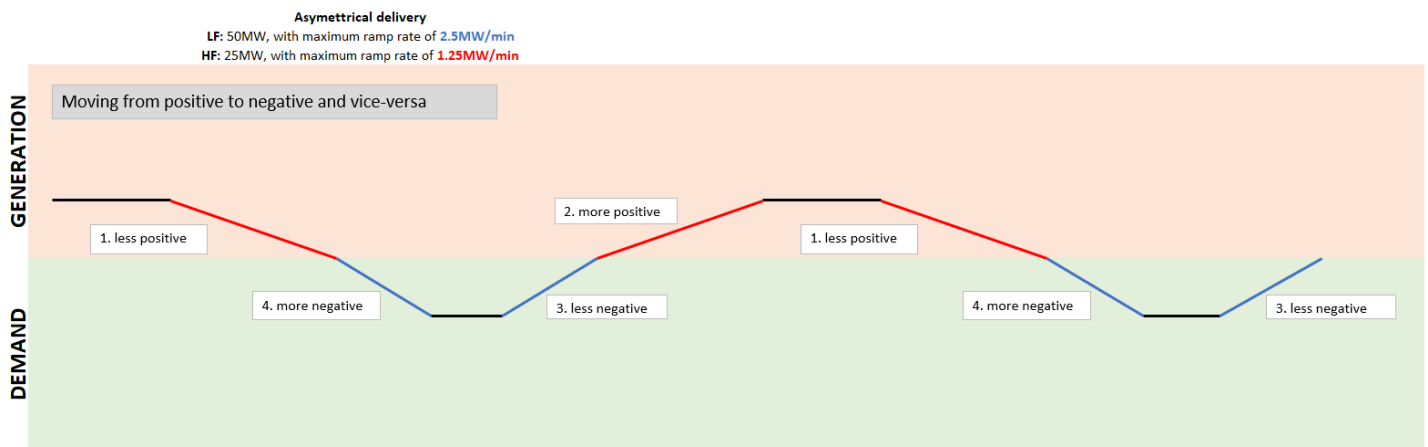 Asymettrical delivery
LF: 50MW, with maximum ramp rate of 2.5MW/min
HF: 25MW, with maximum ramp rate of 1.25MW/min
GENERATION
Moving from positive to negative and vice-versa
2. more positive
1. less positive
1. less positive
DEMAND
4. more negative
3. less negative
4. more negative
3. less negative